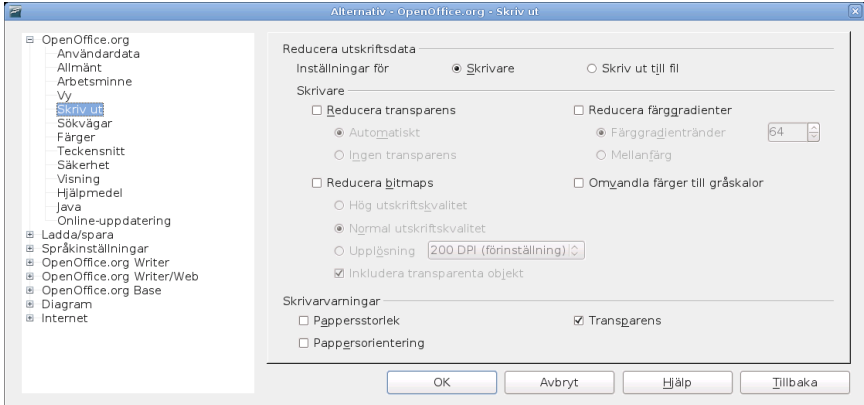 Alternativ - OpenOffice.org - Skriv ut
OpenOffice.org
Användardata
Allmänt
Arbetsminne
Vy
Skriv ut
Sökvägar
Färger
Teckensnitt
Säkerhet
Visning
Hjälpmedel
Java
Online-uppdatering
Ladda/spara
Språkinställningar
OpenOffice.org Writer
OpenOffice.org Writer/Web
OpenOffice.org Base
Diagram
Internet
Reducera utskriftsdata
Inställningar för Skrivare Skriv ut till fil
Skrivare
Reducera transparens
Automatiskt
Ingen transparens
Reducera bitmaps
Hög utskriftskvalitet
Normal utskriftskvalitet
Upplösning 200 DPI (förinställning)
Inkludera transparenta objekt
Reducera färggradienter
Färggradientränder 64
Mellanfärg
Omvandla färger till gråskalor
Skrivarvarningar
Pappersstorlek
Pappersorientering
Transparens
OK Avbryt Hjälp Tillbaka